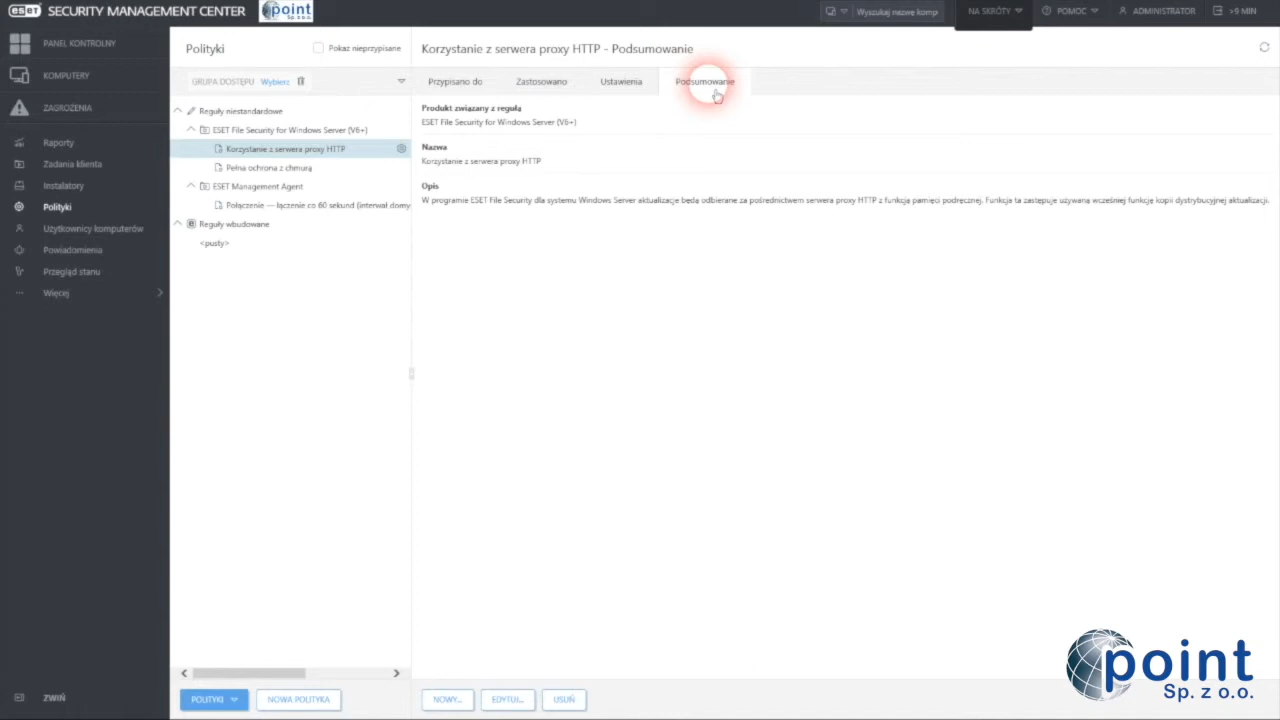 eset SECURITY MANAGEMENT CENTER
point
Sp. z o.o.
Wyszukaj nazwę komp
NA SKRÓTY
POMOC
ADMINISTRATOR
>9 MIN
PANEL KONTROLNY
KOMPUTERY
ZAGROŻENIA
Raporty
Zadania klienta
Instalatory
Polityki
Użytkownicy komputerów
Powiadomienia
Przegląd stanu
Więcej
ZWIŃ
Polityki
Pokaż nieprzypisane
GRUPA DOSTĘPU Wybierz
Reguły niestandardowe
ESET File Security for Windows Server (V6+)
Korzystanie z serwera proxy HTTP
Pełna ochrona z chmurą
ESET Management Agent
Połączenie — łączenie co 60 sekund (interwał domy
Reguły wbudowane
<pusty>
POLITYKI
NOWA POLITYKA
Korzystanie z serwera proxy HTTP - Podsumowanie
Przypisano do
Zastosowano
Ustawienia
Podsumowanie
Produkt związany z regułą
ESET File Security for Windows Server (V6+)
Nazwa
Korzystanie z serwera proxy HTTP
Opis
W programie ESET File Security dla systemu Windows Server aktualizacje będą odbierane za pośrednictwem serwera proxy HTTP z funkcją pamięci podręcznej. Funkcja ta zastępuje używaną wcześniej funkcję kopii dystrybucyjnej aktualizacji.
NOWY...
EDYTUJ...
USUŃ
point
Sp. z o.o.